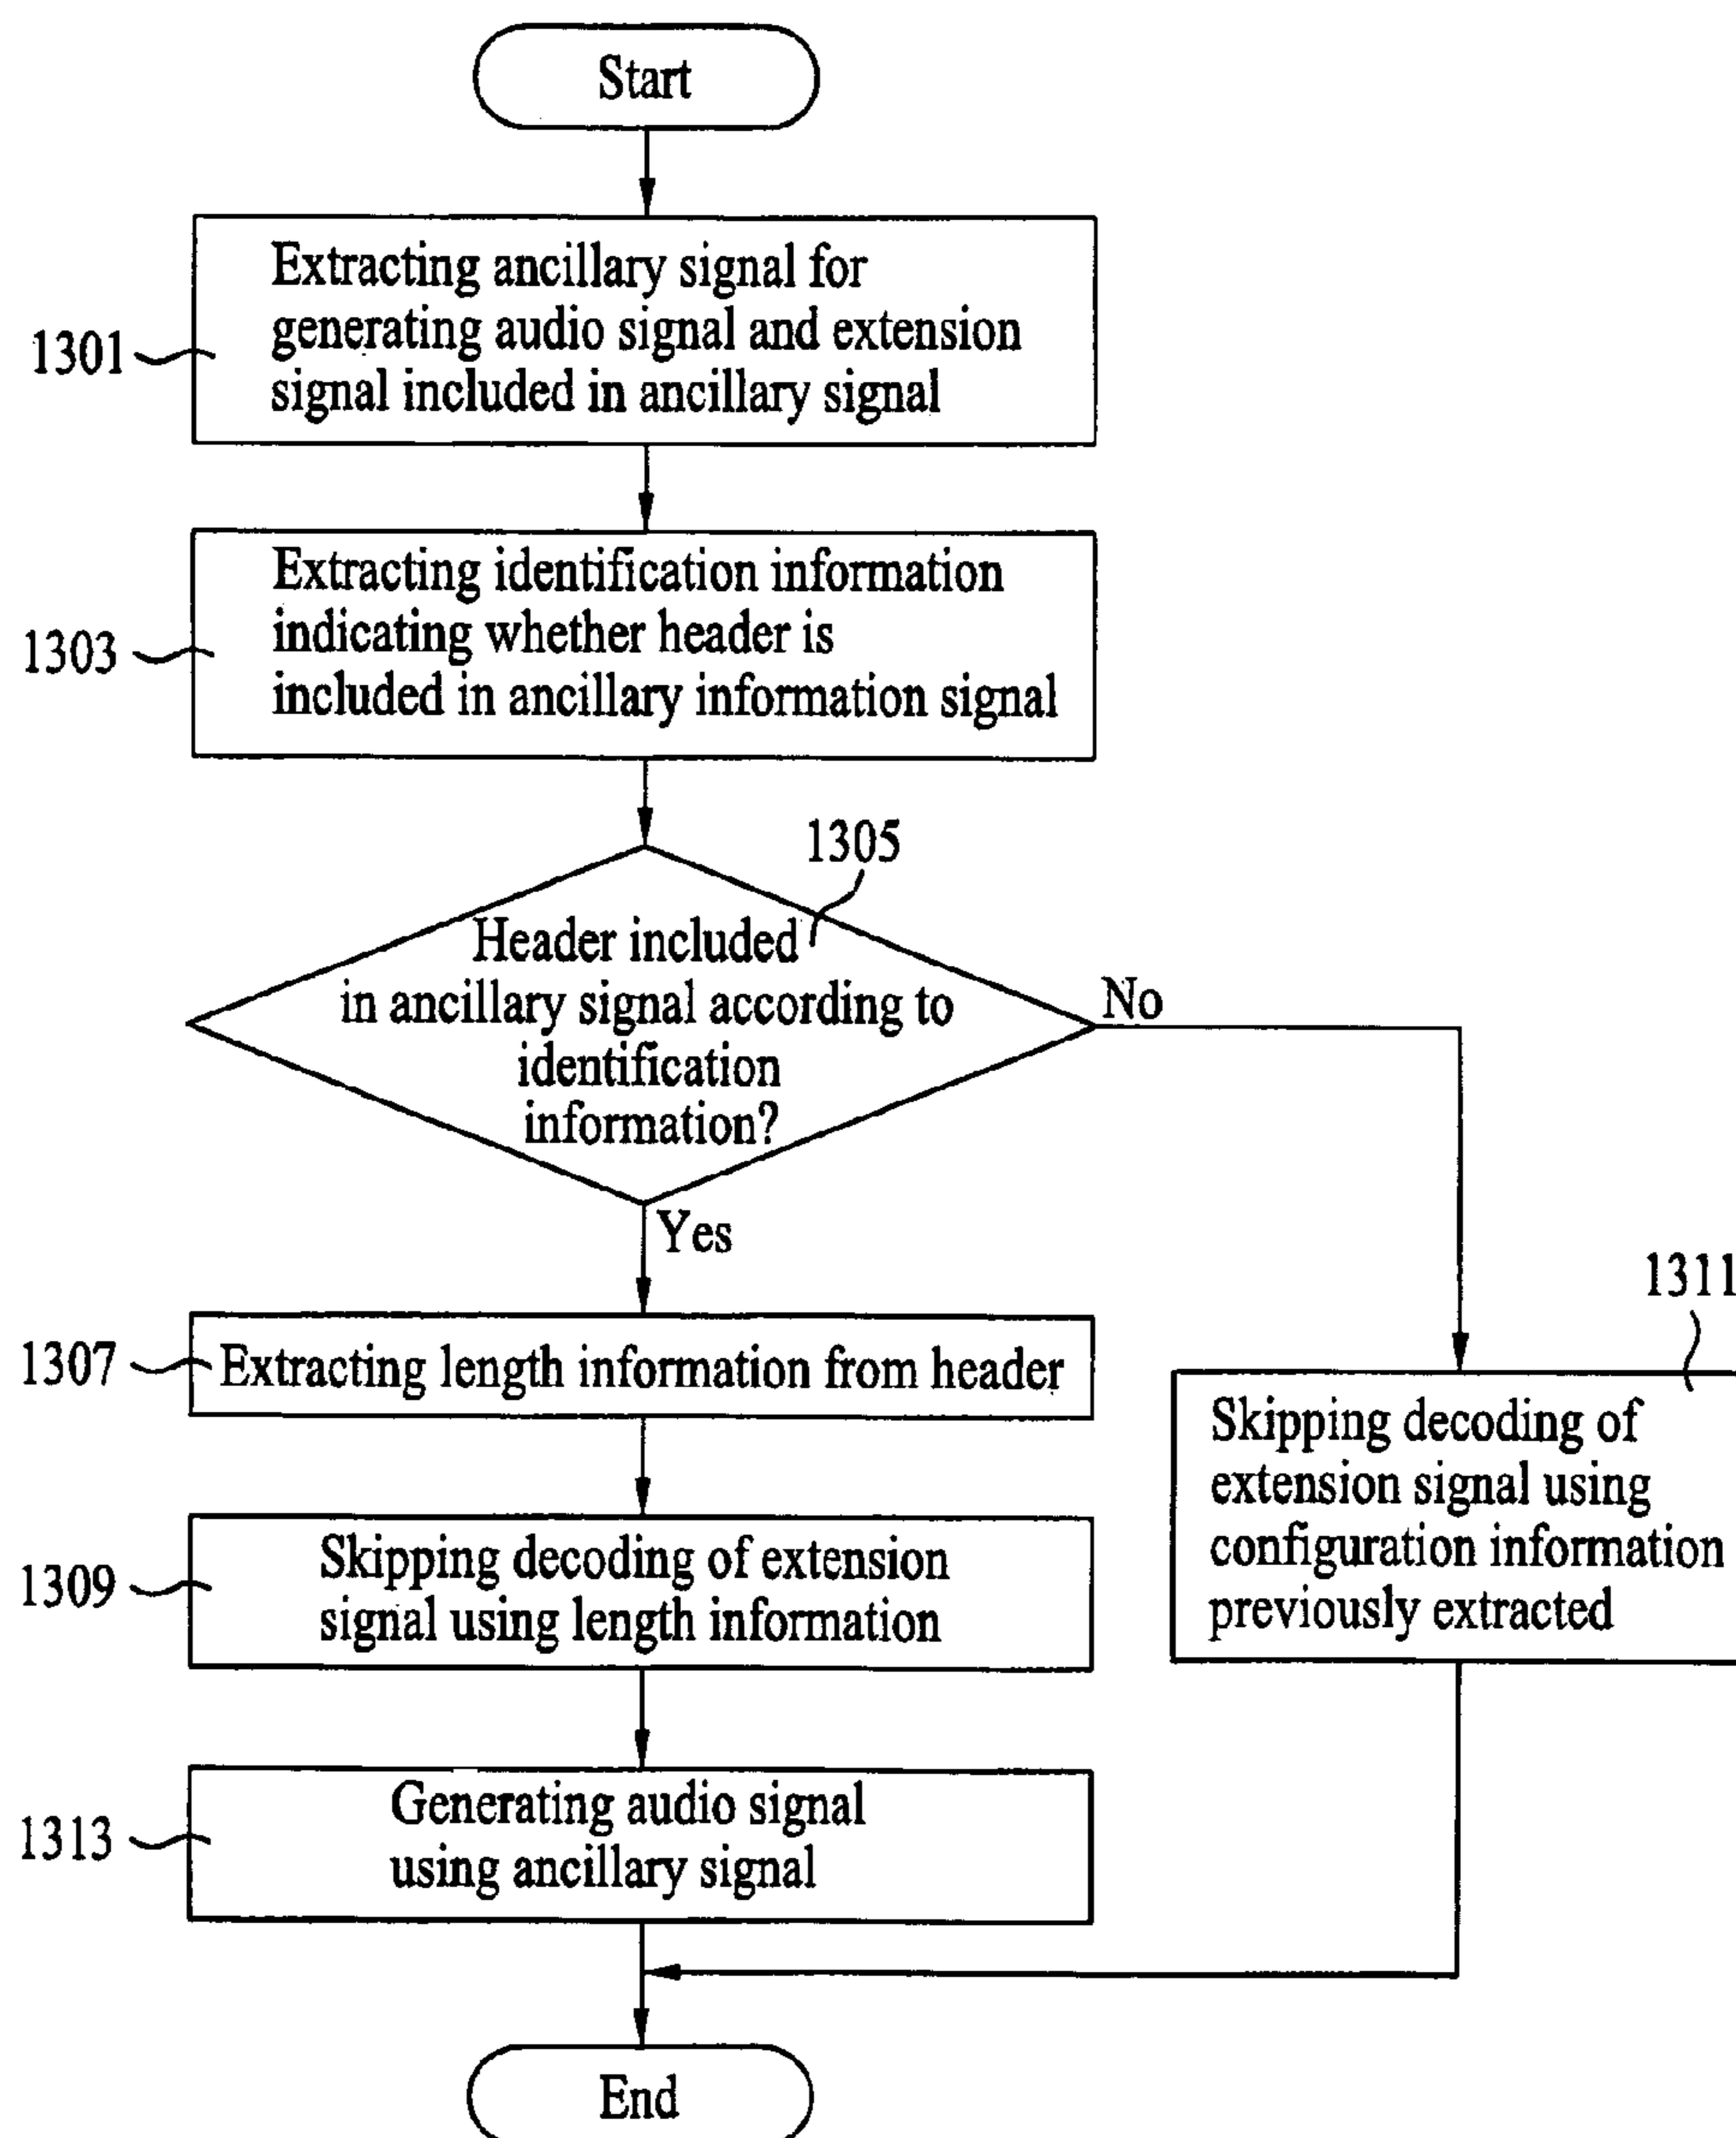 Start
Extracting ancillary signal for
generating audio signal and extension
signal included in ancillary signal
1301
Extracting identification information
indicating whether header is
included in ancillary information signal
1303
1305
Header included
in ancillary signal according to
identification
information?
No
Yes
1307
Extracting length information from header
1311
Skipping decoding of
extension signal using
configuration information
previously extracted
1309
Skipping decoding of extension
signal using length information
1313
Generating audio signal
using ancillary signal
End